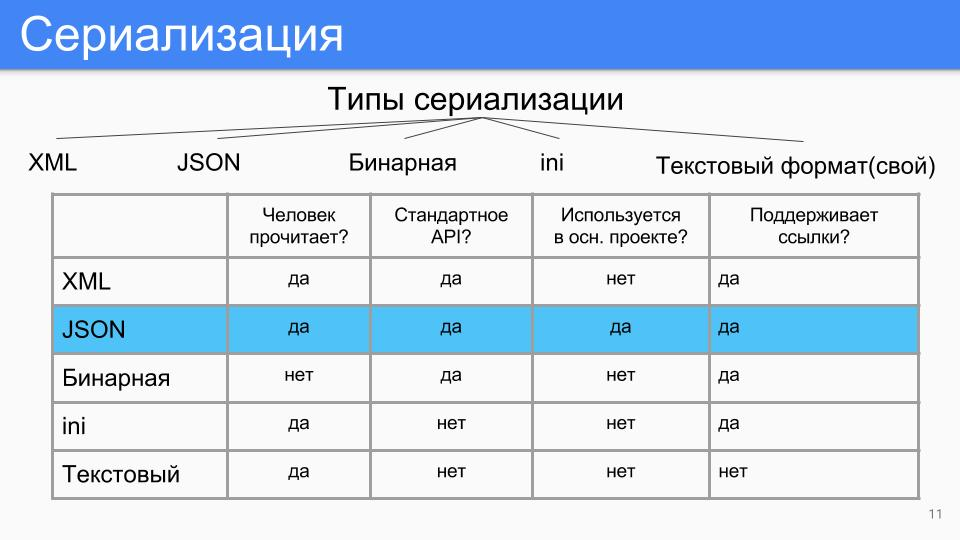 Сериализация
Типы сериализации
XML JSON Бинарная ini Текстовый формат(свой)
Человек прочитает? Стандартное API? Используется в осн. проекте? Поддерживает ссылки?
XML да да нет да
JSON да да да да
Бинарная нет да нет да
ini да нет нет да
Текстовый да нет нет нет
11